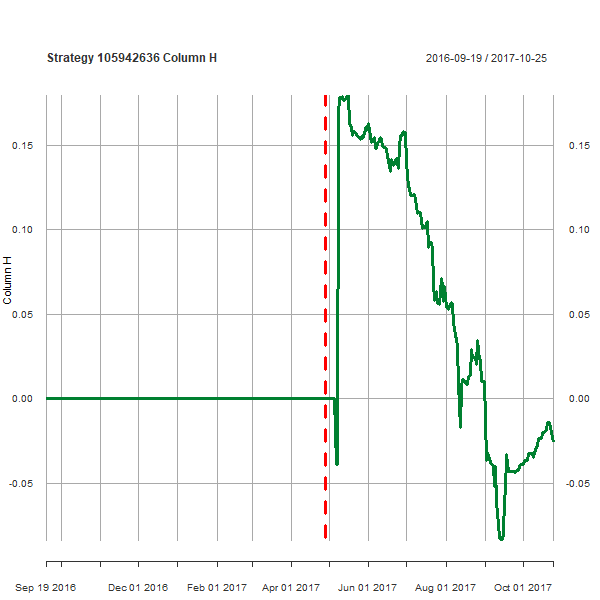 Strategy 105942636 Column H
2016-09-19 / 2017-10-25
Column H
0.15
0.10
0.05
0.00
-0.05
0.15
0.10
0.05
0.00
-0.05
Sep 19 2016
Dec 01 2016
Feb 01 2017
Apr 01 2017
Jun 01 2017
Aug 01 2017
Oct 01 2017